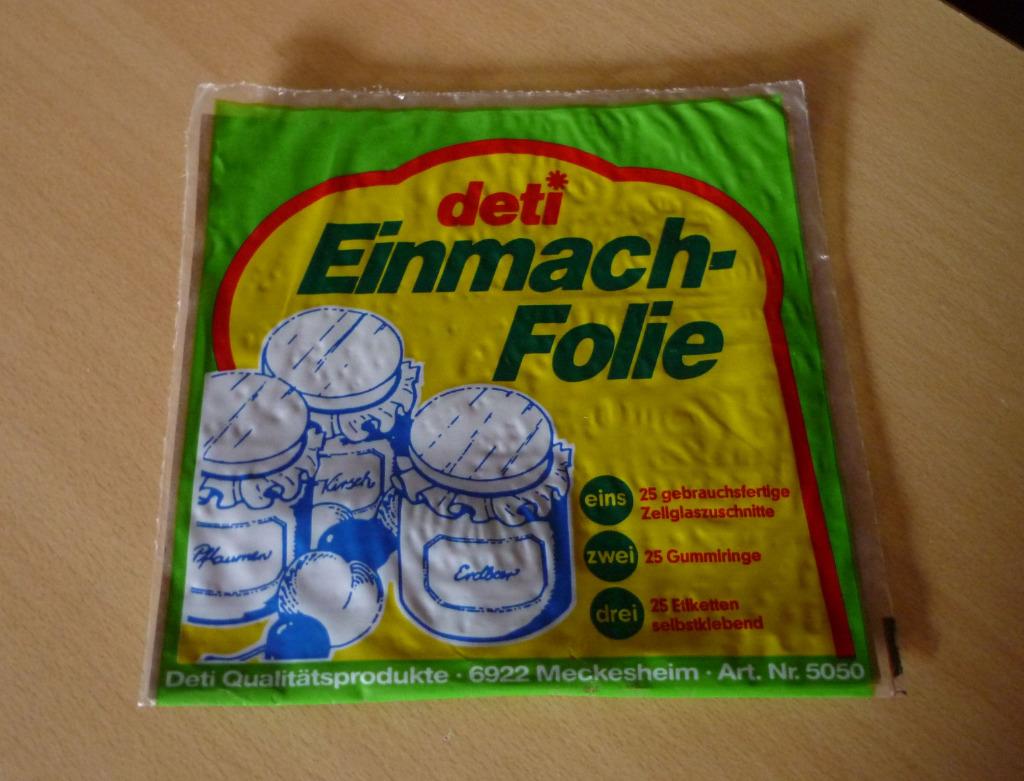 deti*
Einmach-
Folie
Kirsch
Pflaumen
Erdbeer
eins 25 gebrauchsfertige
Zellglaszuschnitte
zwei 25 Gummiringe
drei 25 Etiketten
selbstklebend
Deti Qualitätsprodukte · 6922 Meckesheim · Art. Nr. 5050